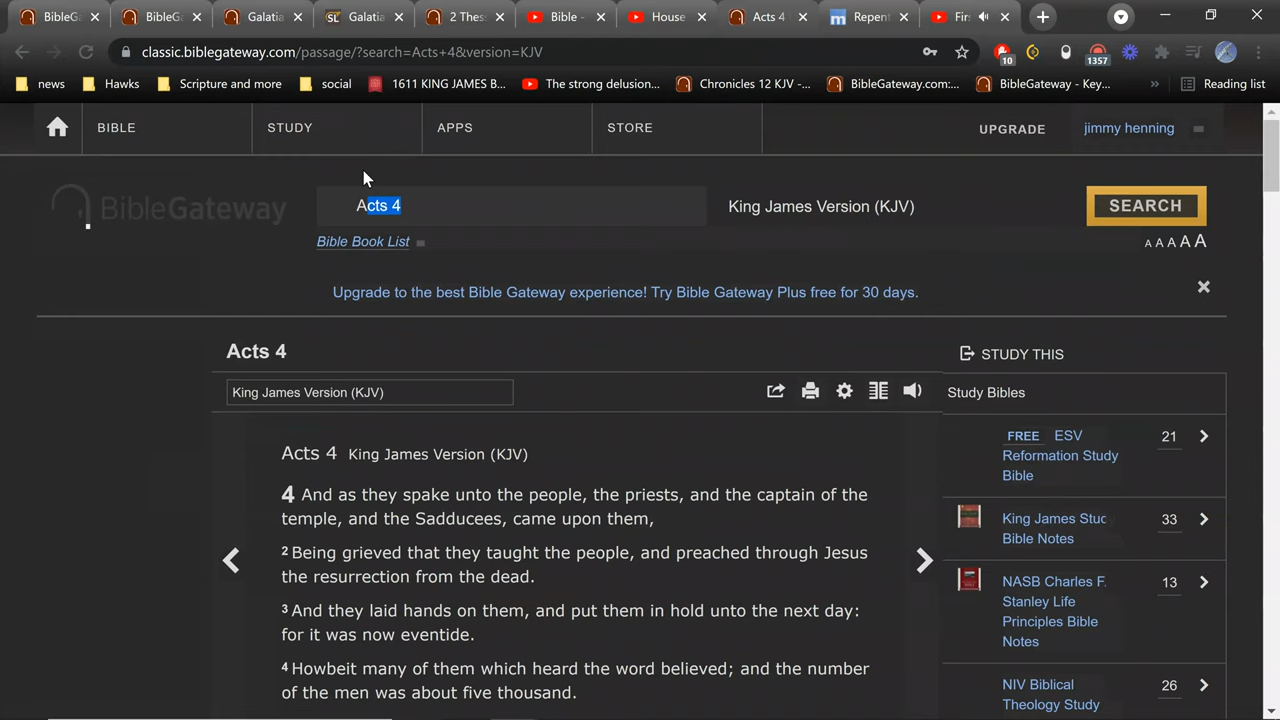 BibleGa
BibleG
Galatia
Galatia
2 Thess
Bible -
House
Acts 4
Repent
Firs
classic.biblegateway.com/passage/?search=Acts+4&version=KJV
10
1357
news
Hawks
Scripture and more
social
1611 KING JAMES B...
The strong delusion...
Chronicles 12 KJV -...
BibleGateway.com:...
BibleGateway - Key...
»
Reading list
BIBLE
STUDY
APPS
STORE
UPGRADE
jimmy henning
BibleGateway
Acts 4
King James Version (KJV)
SEARCH
Bible Book List
A A A A A
Upgrade to the best Bible Gateway experience! Try Bible Gateway Plus free for 30 days.
Acts 4
STUDY THIS
King James Version (KJV)
Study Bibles
Acts 4 King James Version (KJV)
4 And as they spake unto the people, the priests, and the captain of the
temple, and the Sadducees, came upon them,
2 Being grieved that they taught the people, and preached through Jesus
the resurrection from the dead.
3 And they laid hands on them, and put them in hold unto the next day:
for it was now eventide.
4 Howbeit many of them which heard the word believed; and the number
of the men was about five thousand.
FREE ESV
Reformation Study
Bible
21
King James Stud
Bible Notes
33
NASB Charles F.
Stanley Life
Principles Bible
Notes
13
NIV Biblical
Theology Study
26